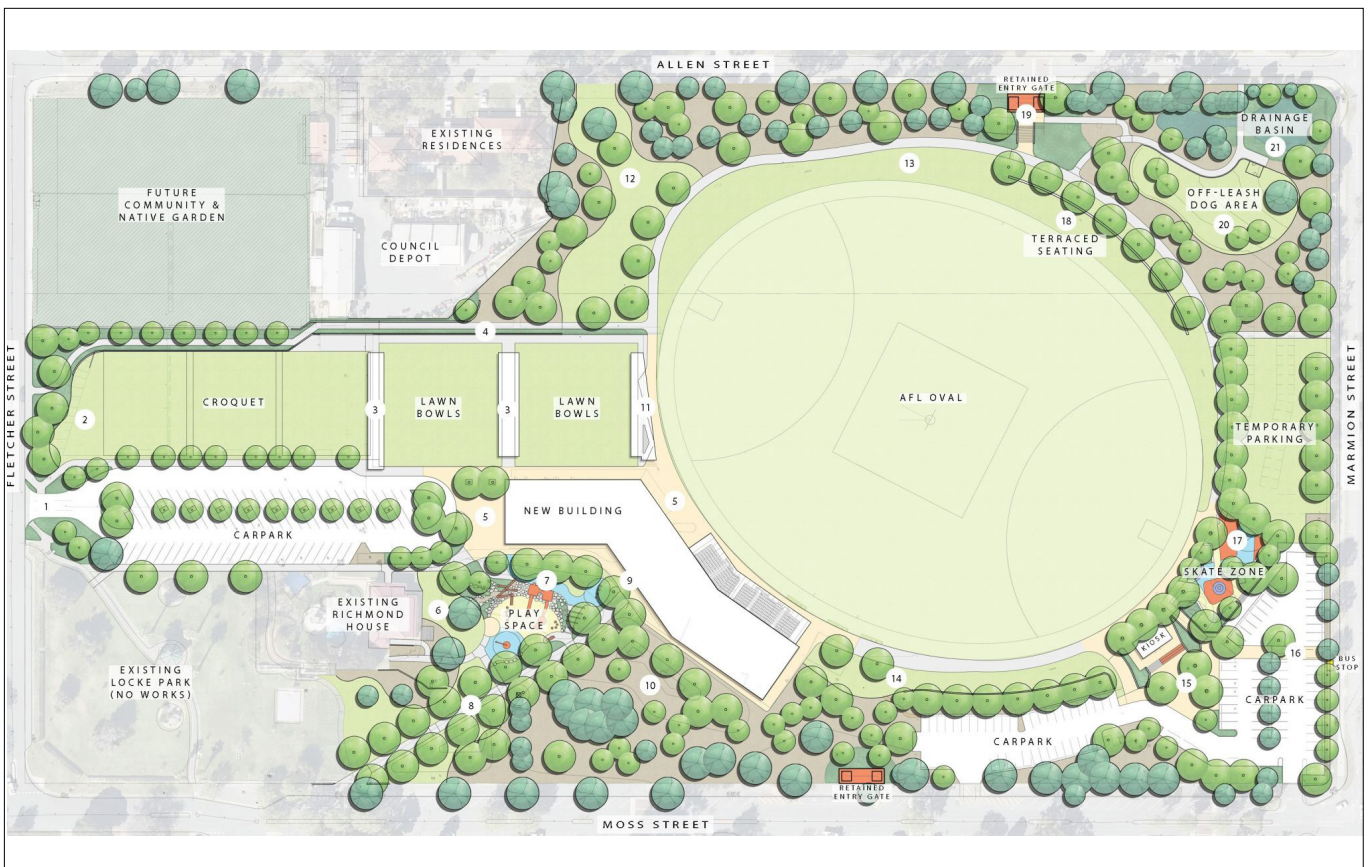 ALLEN STREET
RETAINED
ENTRY GATE
19
DRAINAGE
BASIN
21
EXISTING
RESIDENCES
12
13
FUTURE
COMMUNITY &
NATIVE GARDEN
OFF-LEASH
DOG AREA
20
18
TERRACED
SEATING
COUNCIL
DEPOT
4
FLETCHER STREET
MARMION STREET
2
CROQUET
3
LAWN
BOWLS
3
LAWN
BOWLS
11
AFL OVAL
TEMPORARY
PARKING
1
CARPARK
5
NEW BUILDING
5
17
SKATE ZONE
EXISTING
RICHMOND
HOUSE
6
7
PLAY
SPACE
9
KIOSK
16
BUS
STOP
EXISTING
LOCKE PARK
(NO WORKS)
8
10
14
15
CARPARK
CARPARK
RETAINED
ENTRY GATE
MOSS STREET